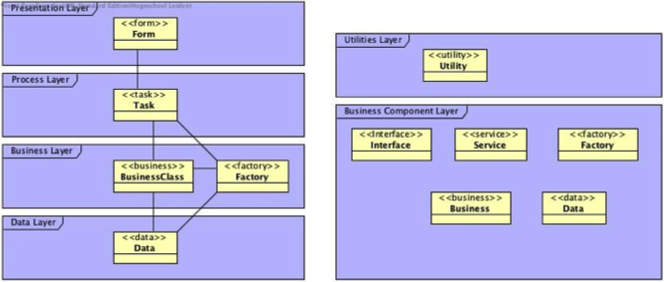 Presentation Layer
<<form>>
Form
Process Layer
<<task>>
Task
Business Layer
<<business>>
BusinessClass
<<factory>>
Factory
Data Layer
<<data>>
Data
Utilities Layer
<<utility>>
Utility
Business Component Layer
<<Interface>>
Interface
<<service>>
Service
<<factory>>
Factory
<<business>>
Business
<<data>>
Data